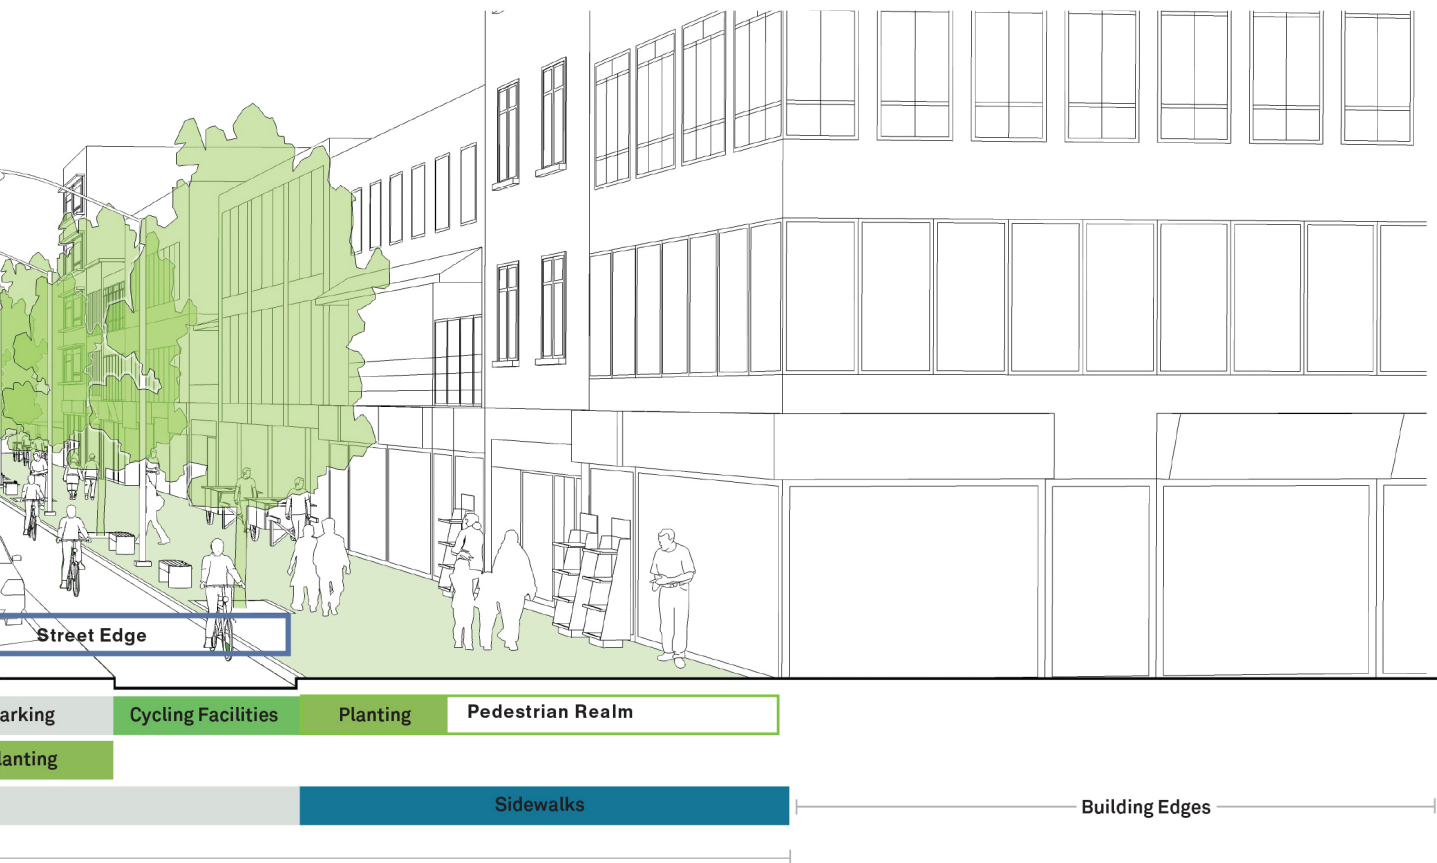 Street Edge
arking
Cycling Facilities
Planting
Pedestrian Realm
lanting
Sidewalks
Building Edges